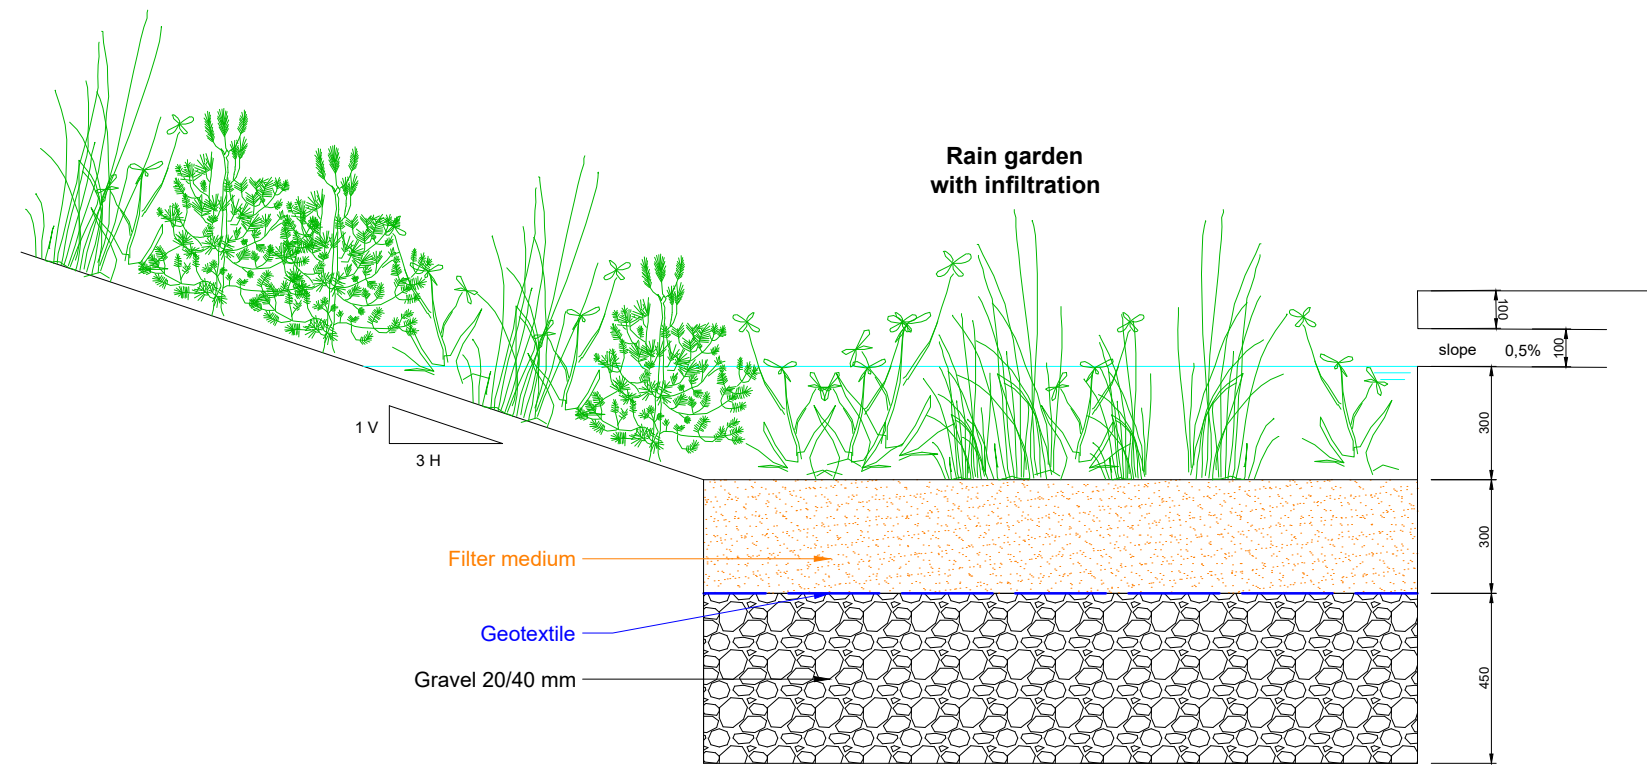 Rain garden
with infiltration
100
slope 0,5% 100
300
1 V
3 H
300
Filter medium
Geotextile
Gravel 20/40 mm
450